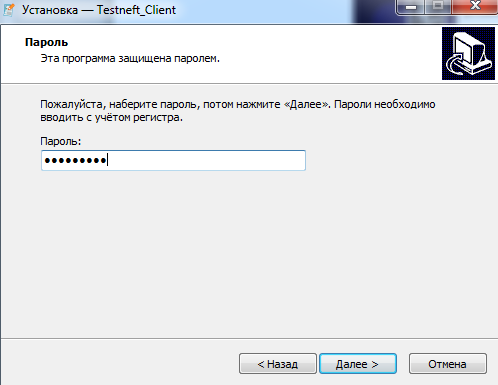 Установка — Testneft_Client
Пароль
Эта программа защищена паролем.
Пожалуйста, наберите пароль, потом нажмите «Далее». Пароли необходимо
вводить с учётом регистра.
Пароль:
●●●●●●●●●
< Назад Далее > Отмена